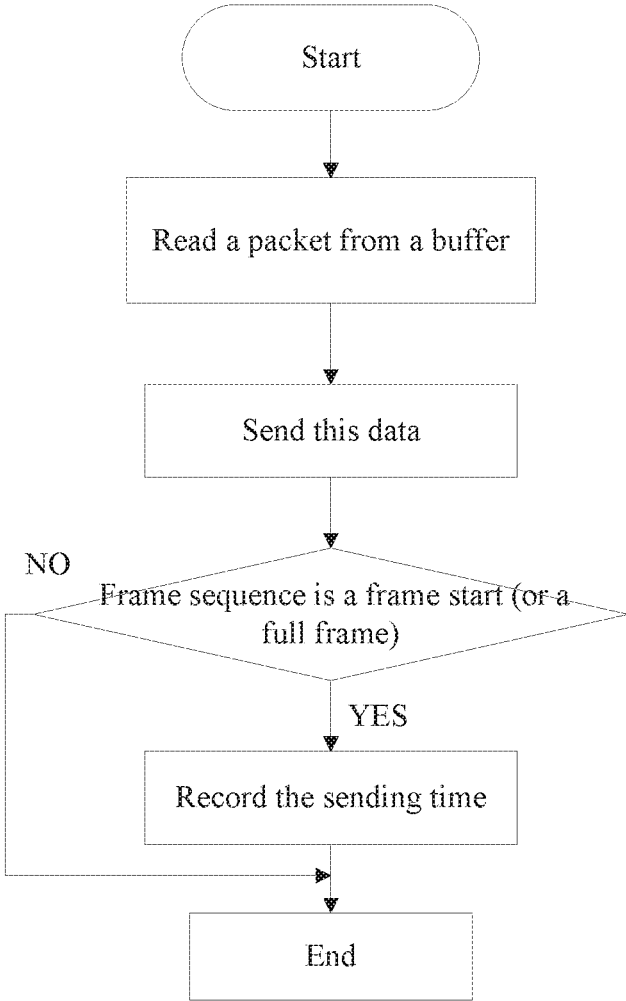 Start
Read a packet from a buffer
Send this data
NO
Frame sequence is a frame start (or a
full frame)
YES
Record the sending time
End